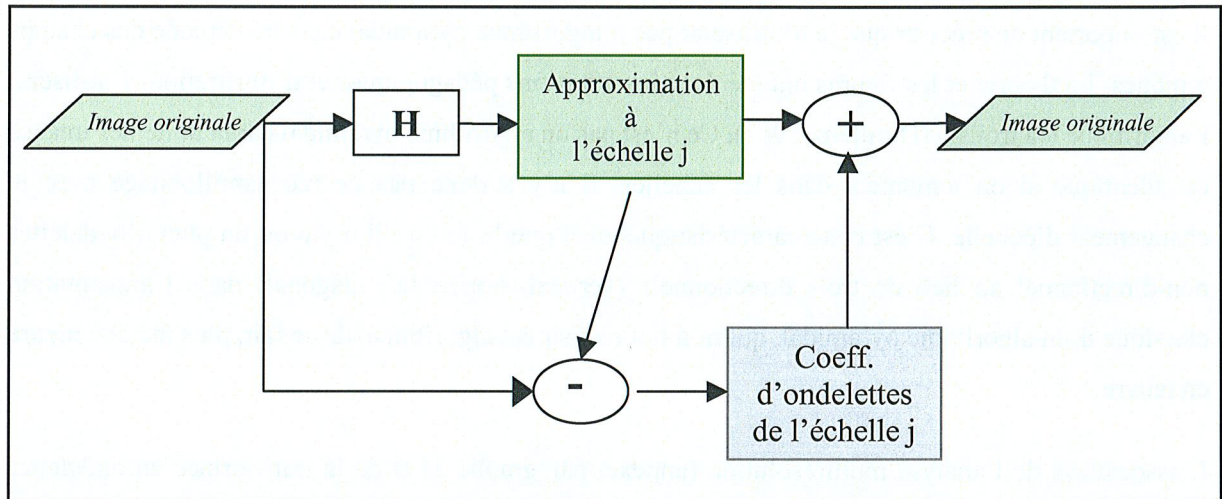 Image originale
H
Approximation
à
l'échelle j
+
Image originale
-
Coeff.
d'ondelettes
de l'échelle j